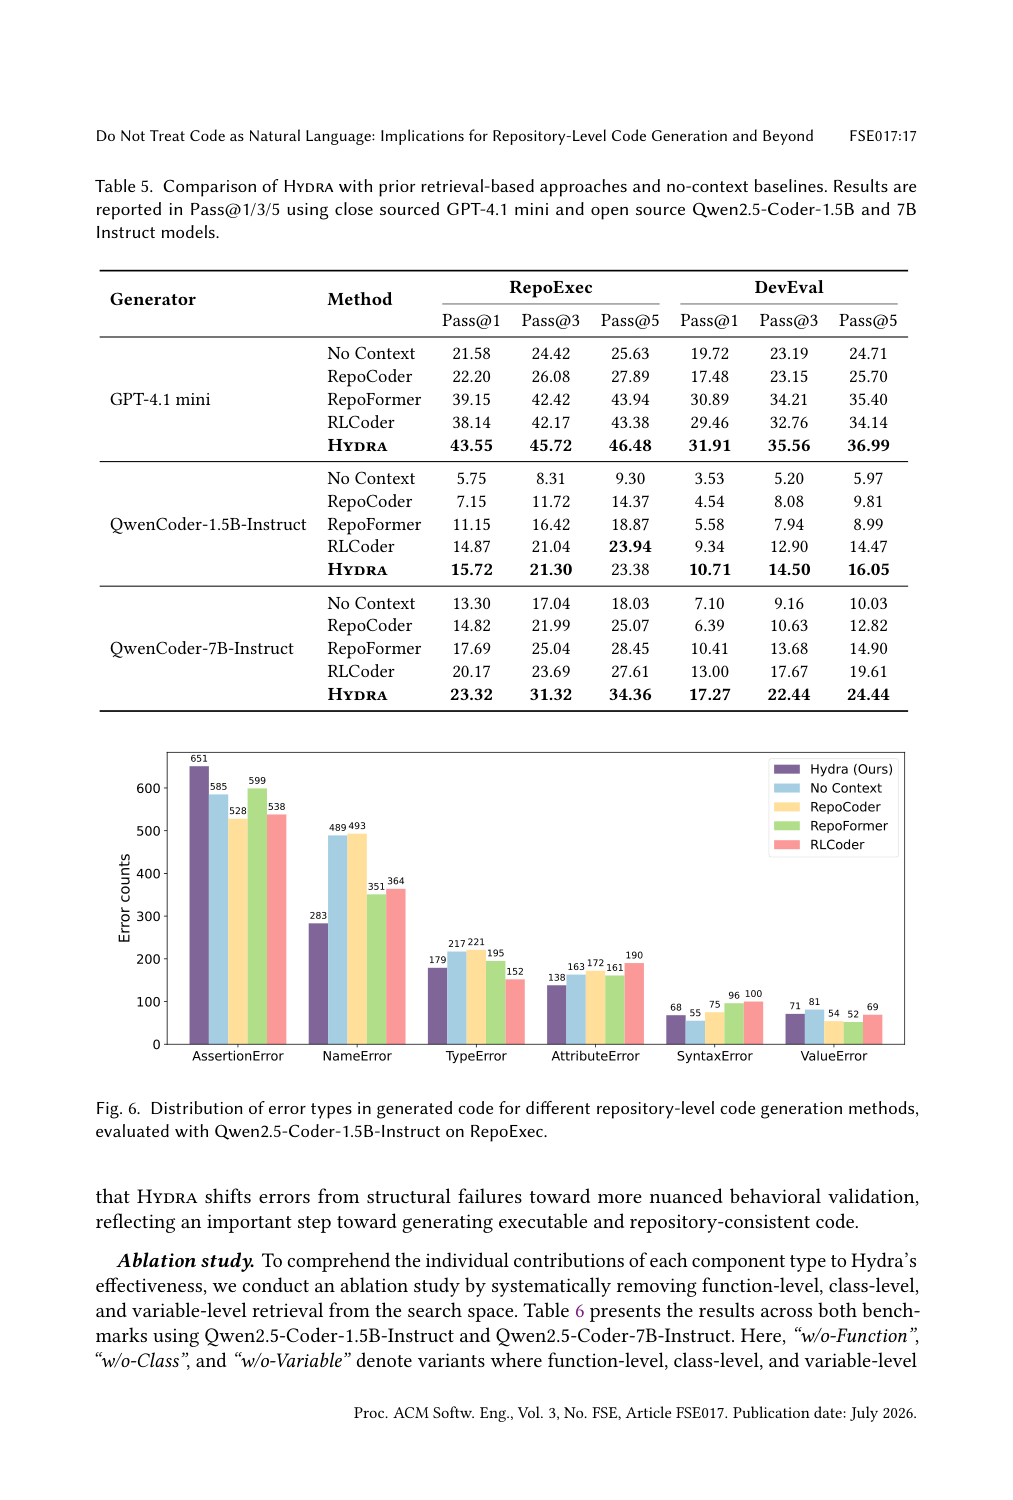 Do Not Treat Code as Natural Language: Implications for Repository-Level Code Generation and Beyond FSE017:17
Table 5. Comparison of Hydra with prior retrieval-based approaches and no-context baselines. Results are
reported in Pass@1/3/5 using close sourced GPT-4.1 mini and open source Qwen2.5-Coder-1.5B and 7B
Instruct models.
Generator Method RepoExec DevEval
Pass@1 Pass@3 Pass@5 Pass@1 Pass@3 Pass@5
No Context 21.58 24.42 25.63 19.72 23.19 24.71
RepoCoder 22.20 26.08 27.89 17.48 23.15 25.70
GPT-4.1 mini RepoFormer 39.15 42.42 43.94 30.89 34.21 35.40
RLCoder 38.14 42.17 43.38 29.46 32.76 34.14
Hydra 43.55 45.72 46.48 31.91 35.56 36.99
No Context 5.75 8.31 9.30 3.53 5.20 5.97
RepoCoder 7.15 11.72 14.37 4.54 8.08 9.81
QwenCoder-1.5B-Instruct RepoFormer 11.15 16.42 18.87 5.58 7.94 8.99
RLCoder 14.87 21.04 23.94 9.34 12.90 14.47
Hydra 15.72 21.30 23.38 10.71 14.50 16.05
No Context 13.30 17.04 18.03 7.10 9.16 10.03
RepoCoder 14.82 21.99 25.07 6.39 10.63 12.82
QwenCoder-7B-Instruct RepoFormer 17.69 25.04 28.45 10.41 13.68 14.90
RLCoder 20.17 23.69 27.61 13.00 17.67 19.61
Hydra 23.32 31.32 34.36 17.27 22.44 24.44
Error counts
600
500
400
300
200
100
0
651 585 528 599 538
283 489 493 351 364
179 217 221 195 152
138 163 172 161 190
68 55 75 96 100
71 81 54 52 69
Hydra (Ours)
No Context
RepoCoder
RepoFormer
RLCoder
AssertionError NameError TypeError AttributeError SyntaxError ValueError
Fig. 6. Distribution of error types in generated code for different repository-level code generation methods,
evaluated with Qwen2.5-Coder-1.5B-Instruct on RepoExec.
that Hydra shifts errors from structural failures toward more nuanced behavioral validation,
reflecting an important step toward generating executable and repository-consistent code.
Ablation study. To comprehend the individual contributions of each component type to Hydra's
effectiveness, we conduct an ablation study by systematically removing function-level, class-level,
and variable-level retrieval from the search space. Table 6 presents the results across both bench-
marks using Qwen2.5-Coder-1.5B-Instruct and Qwen2.5-Coder-7B-Instruct. Here, "w/o-Function",
"w/o-Class", and "w/o-Variable" denote variants where function-level, class-level, and variable-level
Proc. ACM Softw. Eng., Vol. 3, No. FSE, Article FSE017. Publication date: July 2026.